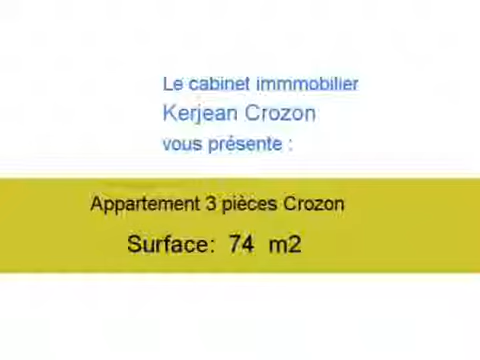 Le cabinet immmobilier
Kerjean Crozon
vous présente :
Appartement 3 pièces Crozon
Surface: 74 m2